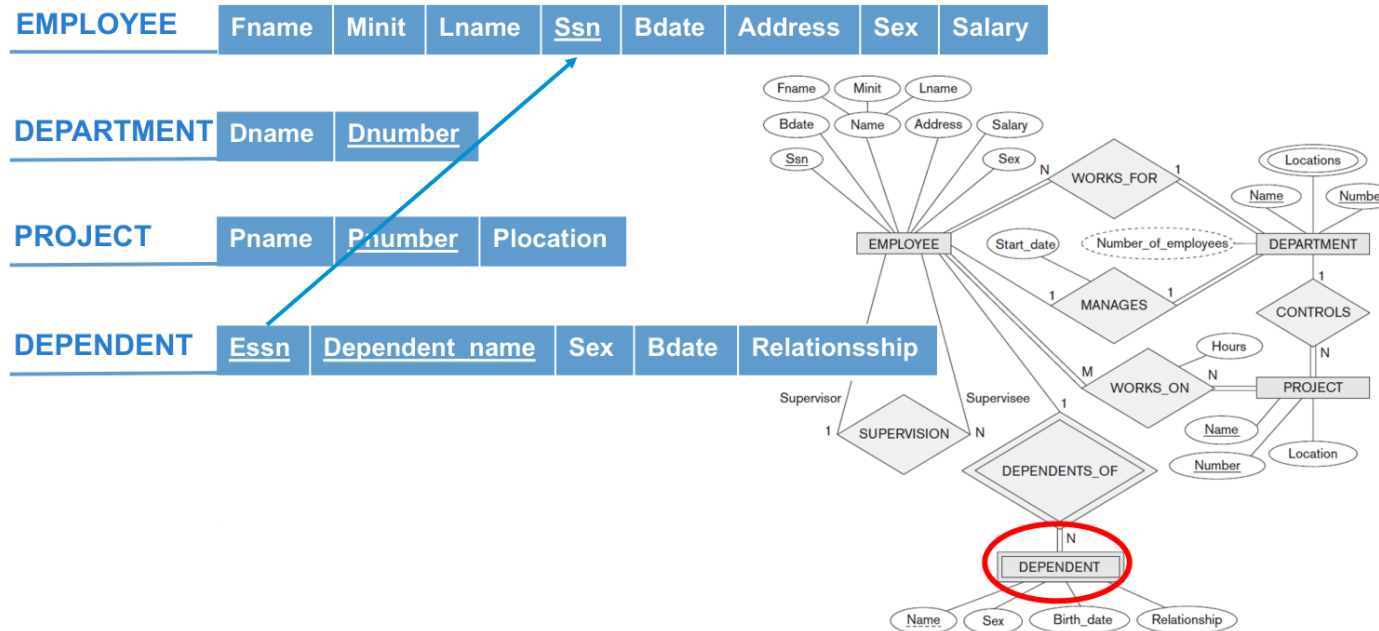 EMPLOYEE Fname Minit Lname Ssn Bdate Address Sex Salary
DEPARTMENT Dname Dnumber
PROJECT Pname Pnumber Plocation
DEPENDENT Essn Dependent_name Sex Bdate Relationsship
Fname Minit Lname
Bdate Name Address Salary
Ssn Sex
N WORKS_FOR 1
Locations
Name Numbe
EMPLOYEE Start_date Number_of_employees DEPARTMENT
1 MANAGES 1
1
CONTROLS
N
Hours
M WORKS_ON N PROJECT
Supervisor Supervisee
1 SUPERVISION N
1
Name
Number Location
DEPENDENTS_OF
N
DEPENDENT
Name Sex Birth_date Relationship